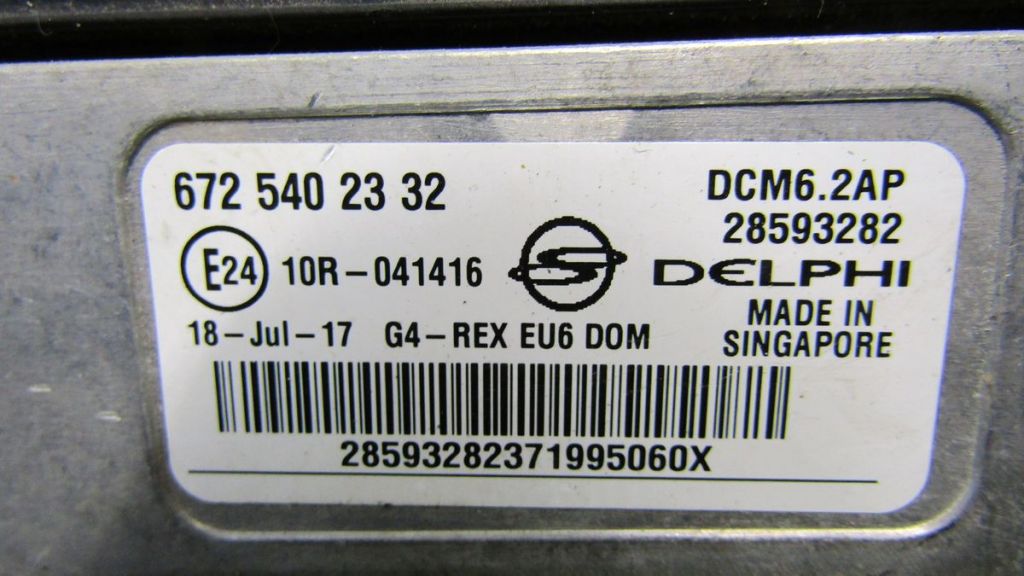 672 540 23 32
DCM6.2AP
28593282
E24 10R-041416
DELPHI
MADE IN
SINGAPORE
18-Jul-17 G4-REX EU6 DOM
28593282371995060X